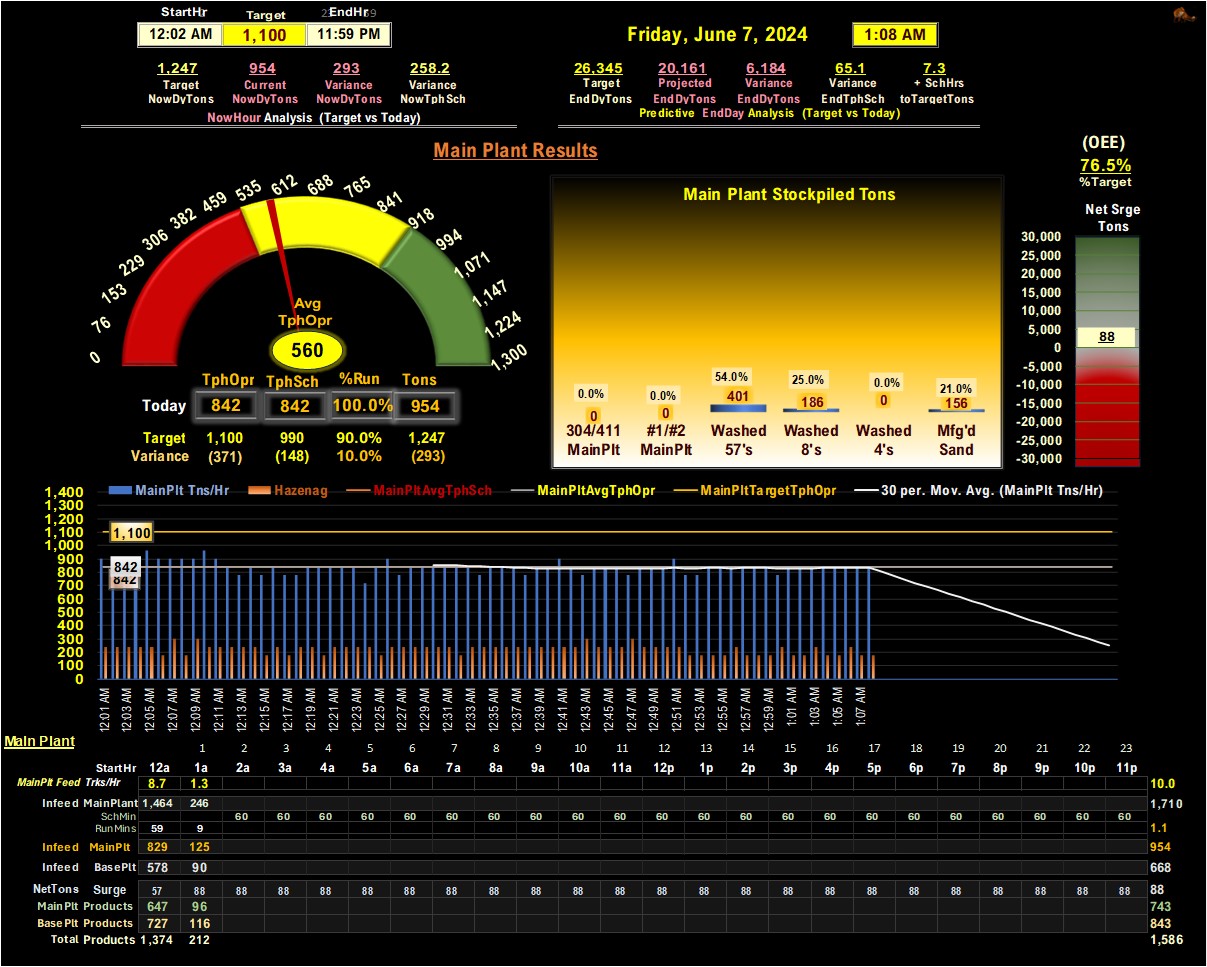 StartHr Target EndHr
12:02 AM 1,100 11:59 PM
Friday, June 7, 2024 1:08 AM
1,247 954 293 258.2
Target Current Variance Variance
NowDyTons NowDyTons NowDyTons NowTphSch
NowHour Analysis (Target vs Today)
26,345 20,161 6,184 65.1 7.3
Target Projected Variance Variance + SchHrs
EndDyTons EndDyTons EndDyTons EndTphSch toTargetTons
Predictive EndDay Analysis (Target vs Today)
Main Plant Results
(OEE)
76.5%
%Target
0 76 153 229 306 382 459 535 612 688 765 841 918 994 1,071 1,147 1,224 1,300
Avg
TphOpr
560
TphOpr TphSch %Run Tons
Today 842 842 100.0% 954
Target 1,100 990 90.0% 1,247
Variance (371) (148) 10.0% (293)
Main Plant Stockpiled Tons
0.0% 0.0% 54.0% 25.0% 0.0% 21.0%
0 0 401 186 0 156
304/411 #1/#2 Washed Washed Washed Mfg'd
MainPlt MainPlt 57's 8's 4's Sand
Net Srge
Tons
30,000
25,000
20,000
15,000
10,000
5,000
88
0
-5,000
-10,000
-15,000
-20,000
-25,000
-30,000
MainPlt Tns/Hr Hazenag MainPltAvgTphSch MainPltAvgTphOpr MainPltTargetTphOpr 30 per. Mov. Avg. (MainPlt Tns/Hr)
1,400
1,300
1,200
1,100
1,000
900
800
700
600
500
400
300
200
100
0
1,100
842
842
12:01 AM 12:03 AM 12:05 AM 12:07 AM 12:09 AM 12:11 AM 12:13 AM 12:15 AM 12:17 AM 12:19 AM 12:21 AM 12:23 AM 12:25 AM 12:27 AM 12:29 AM 12:31 AM 12:33 AM 12:35 AM 12:37 AM 12:39 AM 12:41 AM 12:43 AM 12:45 AM 12:47 AM 12:49 AM 12:51 AM 12:53 AM 12:55 AM 12:57 AM 12:59 AM 1:01 AM 1:03 AM 1:05 AM 1:07 AM
Main Plant
1 2 3 4 5 6 7 8 9 10 11 12 13 14 15 16 17 18 19 20 21 22 23
StartHr 12a 1a 2a 3a 4a 5a 6a 7a 8a 9a 10a 11a 12p 1p 2p 3p 4p 5p 6p 7p 8p 9p 10p 11p
MainPlt Feed Trks/Hr 8.7 1.3 10.0
Infeed MainPlant 1,464 246 1,710
SchMin 60 60 60 60 60 60 60 60 60 60 60 60 60 60 60 60 60 60 60 60 60 60
RunMins 59 9 1.1
Infeed MainPlt 829 125 954
Infeed BasePlt 578 90 668
NetTons Surge 57 88 88 88 88 88 88 88 88 88 88 88 88 88 88 88 88 88 88 88 88 88 88 88 88
MainPlt Products 647 96 743
BasePlt Products 727 116 843
Total Products 1,374 212 1,586